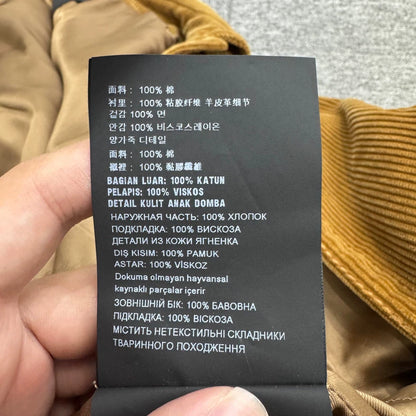 面料：100% 棉
衬里：100% 粘胶纤维 羊皮革细节
겉감 100% 면
안감 100% 비스코스레이온
양가죽 디테일
面料：100% 棉
襯裡：100% 黏膠纖維
BAGIAN LUAR: 100% KATUN
PELAPIS: 100% VISKOS
DETAIL KULIT ANAK DOMBA
НАРУЖНАЯ ЧАСТЬ: 100% ХЛОПОК
ПОДКЛАДКА: 100% ВИСКОЗА
ДЕТАЛИ ИЗ КОЖИ ЯГНЕНКА
DIŞ KISIM: 100% PAMUK
ASTAR: 100% VİSKOZ
Dokuma olmayan hayvansal
kaynaklı parçalar içerir
ЗОВНІШНІЙ БІК: 100% БАВОВНА
ПІДКЛАДКА: 100% ВІСКОЗА
МІСТИТЬ НЕТЕКСТИЛЬНІ СКЛАДНИКИ
ТВАРИННОГО ПОХОДЖЕННЯ